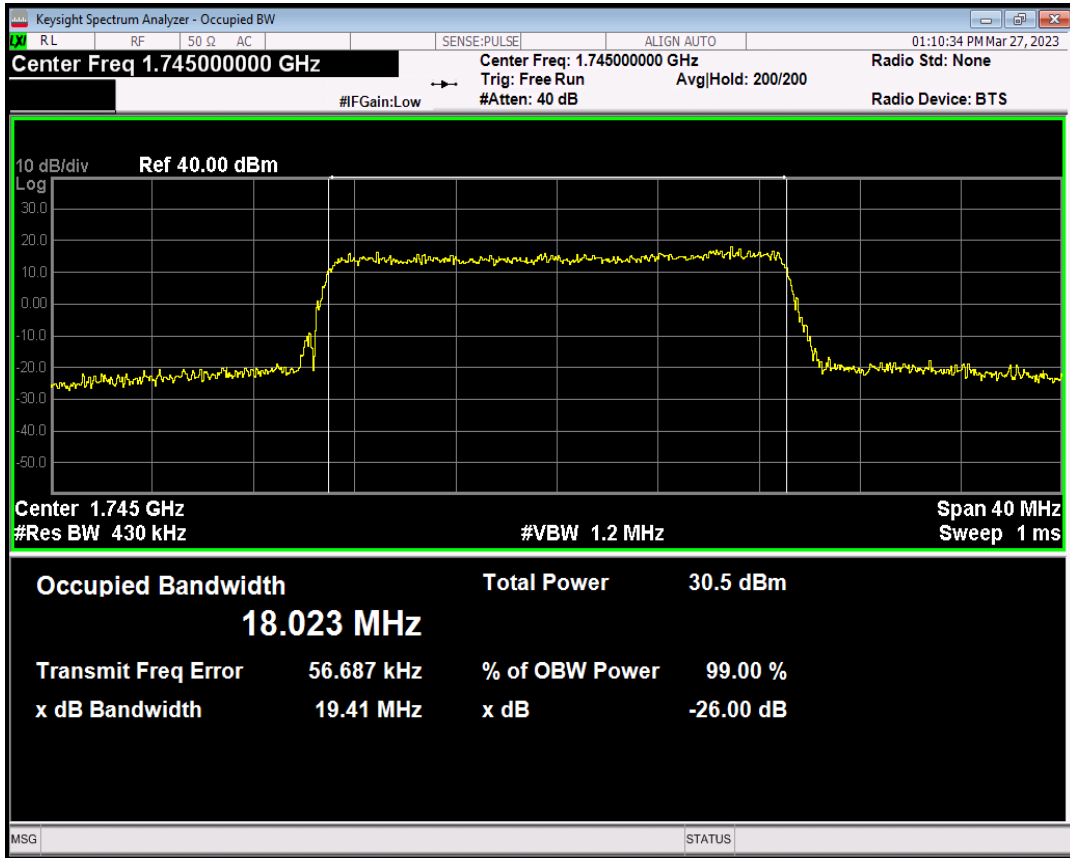 Keysight Spectrum Analyzer - Occupied BW
LXI RL RF 50 Ω AC SENSE:PULSE ALIGN AUTO 01:10:34 PM Mar 27, 2023
Center Freq 1.745000000 GHz
Center Freq: 1.745000000 GHz
Radio Std: None
Trig: Free Run Avg|Hold: 200/200
#IFGain:Low #Atten: 40 dB Radio Device: BTS
10 dB/div Ref 40.00 dBm
Log
30.0
20.0
10.0
0.00
-10.0
-20.0
-30.0
-40.0
-50.0
Center 1.745 GHz Span 40 MHz
#Res BW 430 kHz #VBW 1.2 MHz Sweep 1 ms
Occupied Bandwidth Total Power 30.5 dBm
18.023 MHz
Transmit Freq Error 56.687 kHz % of OBW Power 99.00 %
x dB Bandwidth 19.41 MHz x dB -26.00 dB
MSG STATUS